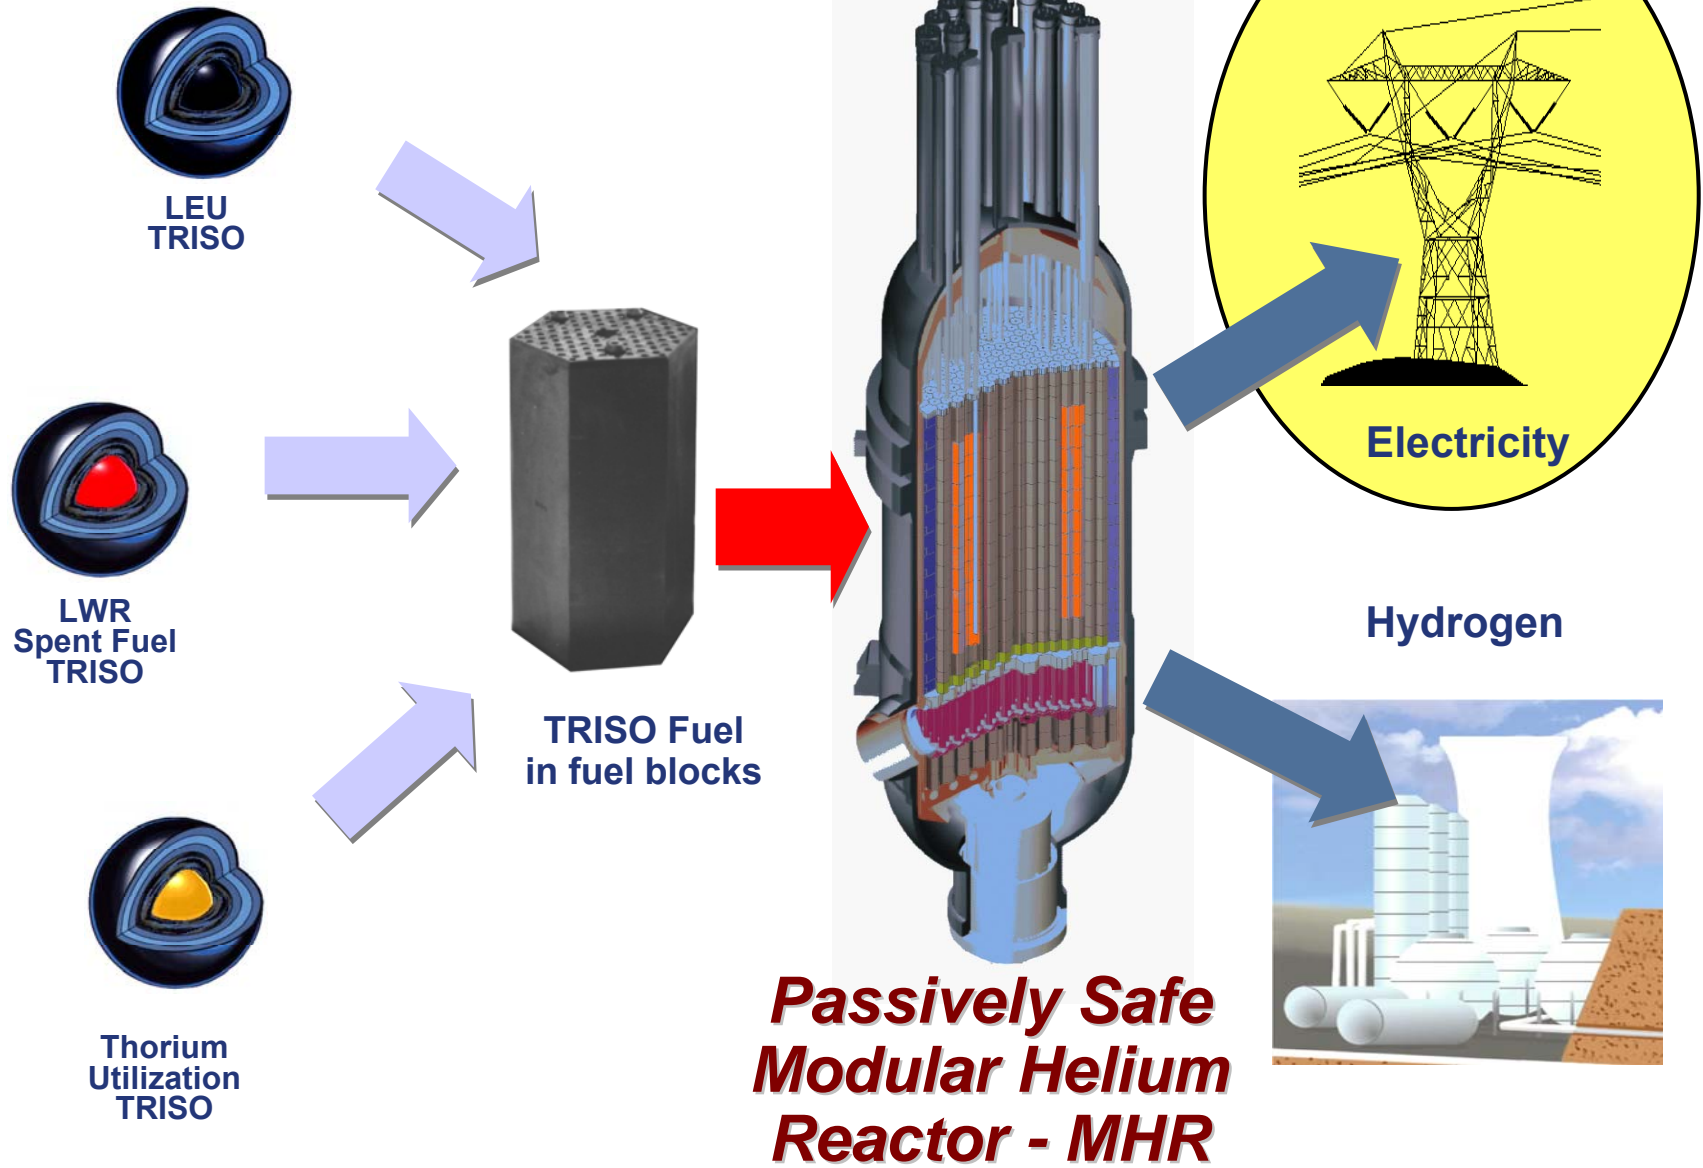 LEU
TRISO
LWR
Spent Fuel
TRISO
Thorium
Utilization
TRISO
TRISO Fuel
in fuel blocks
Passively Safe
Modular Helium
Reactor - MHR
Electricity
Hydrogen